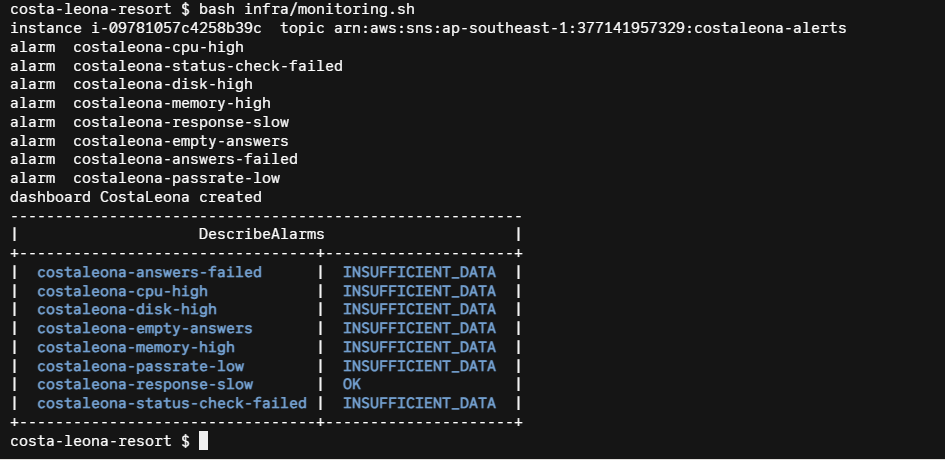 costa-leona-resort $ bash infra/monitoring.sh
instance i-09781057c4258b39c  topic arn:aws:sns:ap-southeast-1:377141957329:costaleona-alerts
alarm  costaleona-cpu-high
alarm  costaleona-status-check-failed
alarm  costaleona-disk-high
alarm  costaleona-memory-high
alarm  costaleona-response-slow
alarm  costaleona-empty-answers
alarm  costaleona-answers-failed
alarm  costaleona-passrate-low
dashboard CostaLeona created
---------------------------------------------------------
|                    DescribeAlarms                     |
+---------------------------------+---------------------+
|  costaleona-answers-failed      |  INSUFFICIENT_DATA  |
|  costaleona-cpu-high            |  INSUFFICIENT_DATA  |
|  costaleona-disk-high           |  INSUFFICIENT_DATA  |
|  costaleona-empty-answers       |  INSUFFICIENT_DATA  |
|  costaleona-memory-high         |  INSUFFICIENT_DATA  |
|  costaleona-passrate-low        |  INSUFFICIENT_DATA  |
|  costaleona-response-slow       |  OK                 |
|  costaleona-status-check-failed |  INSUFFICIENT_DATA  |
+---------------------------------+---------------------+
costa-leona-resort $